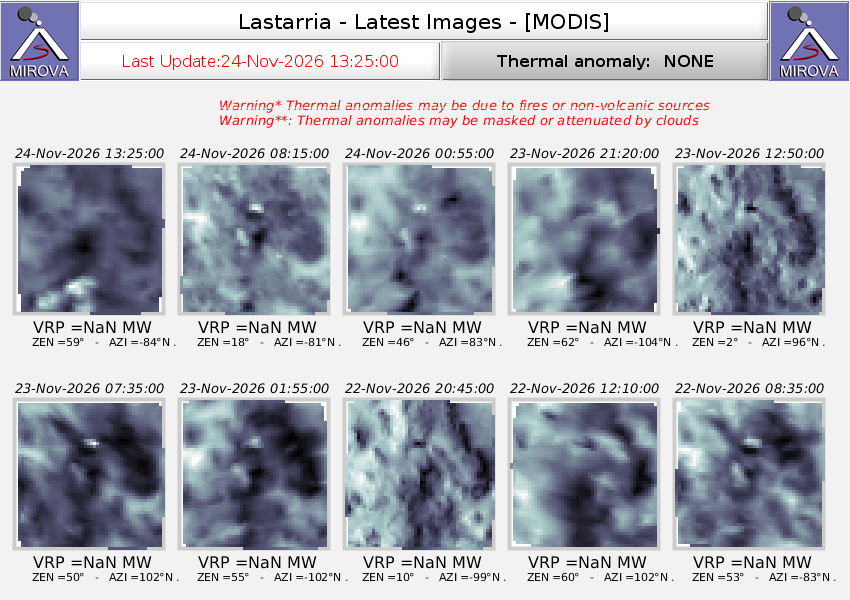 Lastarria - Latest Images - [MODIS]
MIROVA
Last Update:24-Nov-2026 13:25:00
Thermal anomaly: NONE
MIROVA
Warning* Thermal anomalies may be due to fires or non-volcanic sources
Warning**: Thermal anomalies may be masked or attenuated by clouds
24-Nov-2026 13:25:00
24-Nov-2026 08:15:00
24-Nov-2026 00:55:00
23-Nov-2026 21:20:00
23-Nov-2026 12:50:00
VRP =NaN MW
VRP =NaN MW
VRP =NaN MW
VRP =NaN MW
VRP =NaN MW
ZEN =59° - AZI =-84°N .
ZEN =18° - AZI =-81°N .
ZEN =46° - AZI =83°N .
ZEN =62° - AZI =-104°N .
ZEN =2° - AZI =96°N .
23-Nov-2026 07:35:00
23-Nov-2026 01:55:00
22-Nov-2026 20:45:00
22-Nov-2026 12:10:00
22-Nov-2026 08:35:00
VRP =NaN MW
VRP =NaN MW
VRP =NaN MW
VRP =NaN MW
VRP =NaN MW
ZEN =50° - AZI =102°N .
ZEN =55° - AZI =-102°N .
ZEN =10° - AZI =-99°N .
ZEN =60° - AZI =102°N .
ZEN =53° - AZI =-83°N .